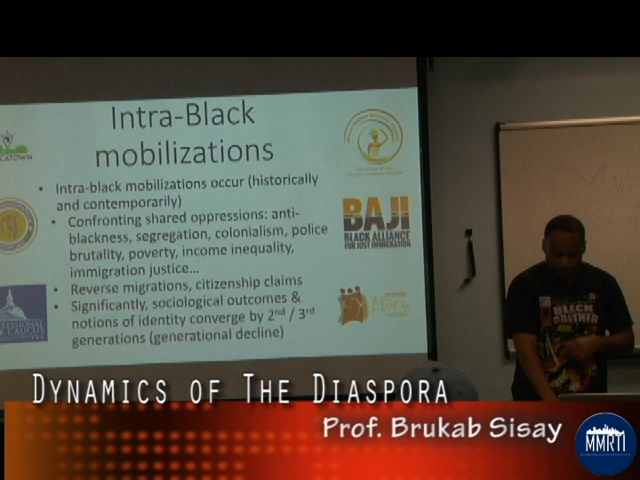 Intra-Black
mobilizations
CATOWN
• Intra-black mobilizations occur (historically
and contemporarily)
• Confronting shared oppressions: anti-
blackness, segregation, colonialism, police
brutality, poverty, income inequality,
immigration justice…
• Reverse migrations, citizenship claims
• Significantly, sociological outcomes &
notions of identity converge by 2nd / 3rd
generations (generational decline)
BAJI
BLACK ALLIANCE
FOR JUST IMMIGRATION
Africa
BLACK
PANTHER
DYNAMICS OF THE DIASPORA
Prof. Brukab Sisay
MMRTI